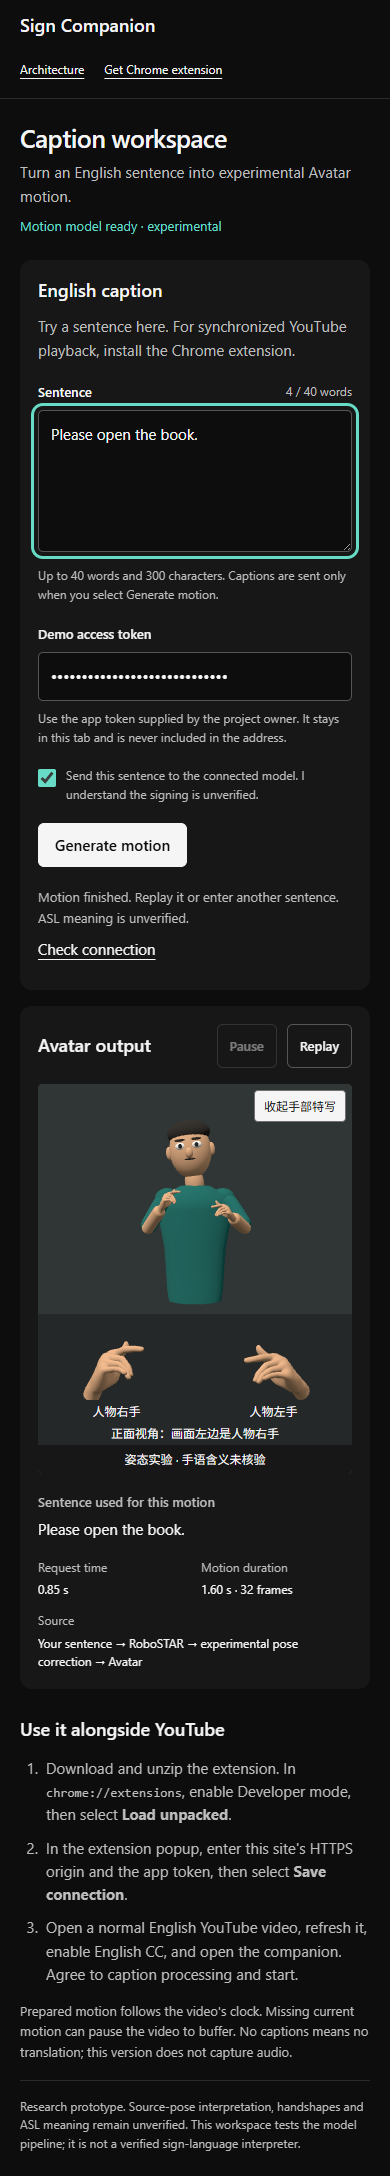 Sign Companion
Architecture
Get Chrome extension
Caption workspace
Turn an English sentence into experimental Avatar
motion.
Motion model ready · experimental
English caption
Try a sentence here. For synchronized YouTube
playback, install the Chrome extension.
Sentence
4 / 40 words
Please open the book.
Up to 40 words and 300 characters. Captions are sent only
when you select Generate motion.
Demo access token
••••••••••••••••••••••••••••
Use the app token supplied by the project owner. It stays
in this tab and is never included in the address.
Send this sentence to the connected model. I
understand the signing is unverified.
Generate motion
Motion finished. Replay it or enter another sentence.
ASL meaning is unverified.
Check connection
Avatar output
Pause
Replay
收起手部特写
人物右手
人物左手
正面视角：画面左边是人物右手
姿态实验 · 手语含义未核验
Sentence used for this motion
Please open the book.
Request time
Motion duration
0.85 s
1.60 s · 32 frames
Source
Your sentence → RoboSTAR → experimental pose
correction → Avatar
Use it alongside YouTube
1. Download and unzip the extension. In
chrome://extensions, enable Developer mode,
then select Load unpacked.
2. In the extension popup, enter this site's HTTPS
origin and the app token, then select Save
connection.
3. Open a normal English YouTube video, refresh it,
enable English CC, and open the companion.
Agree to caption processing and start.
Prepared motion follows the video's clock. Missing current
motion can pause the video to buffer. No captions means no
translation; this version does not capture audio.
Research prototype. Source-pose interpretation, handshapes and
ASL meaning remain unverified. This workspace tests the model
pipeline; it is not a verified sign-language interpreter.